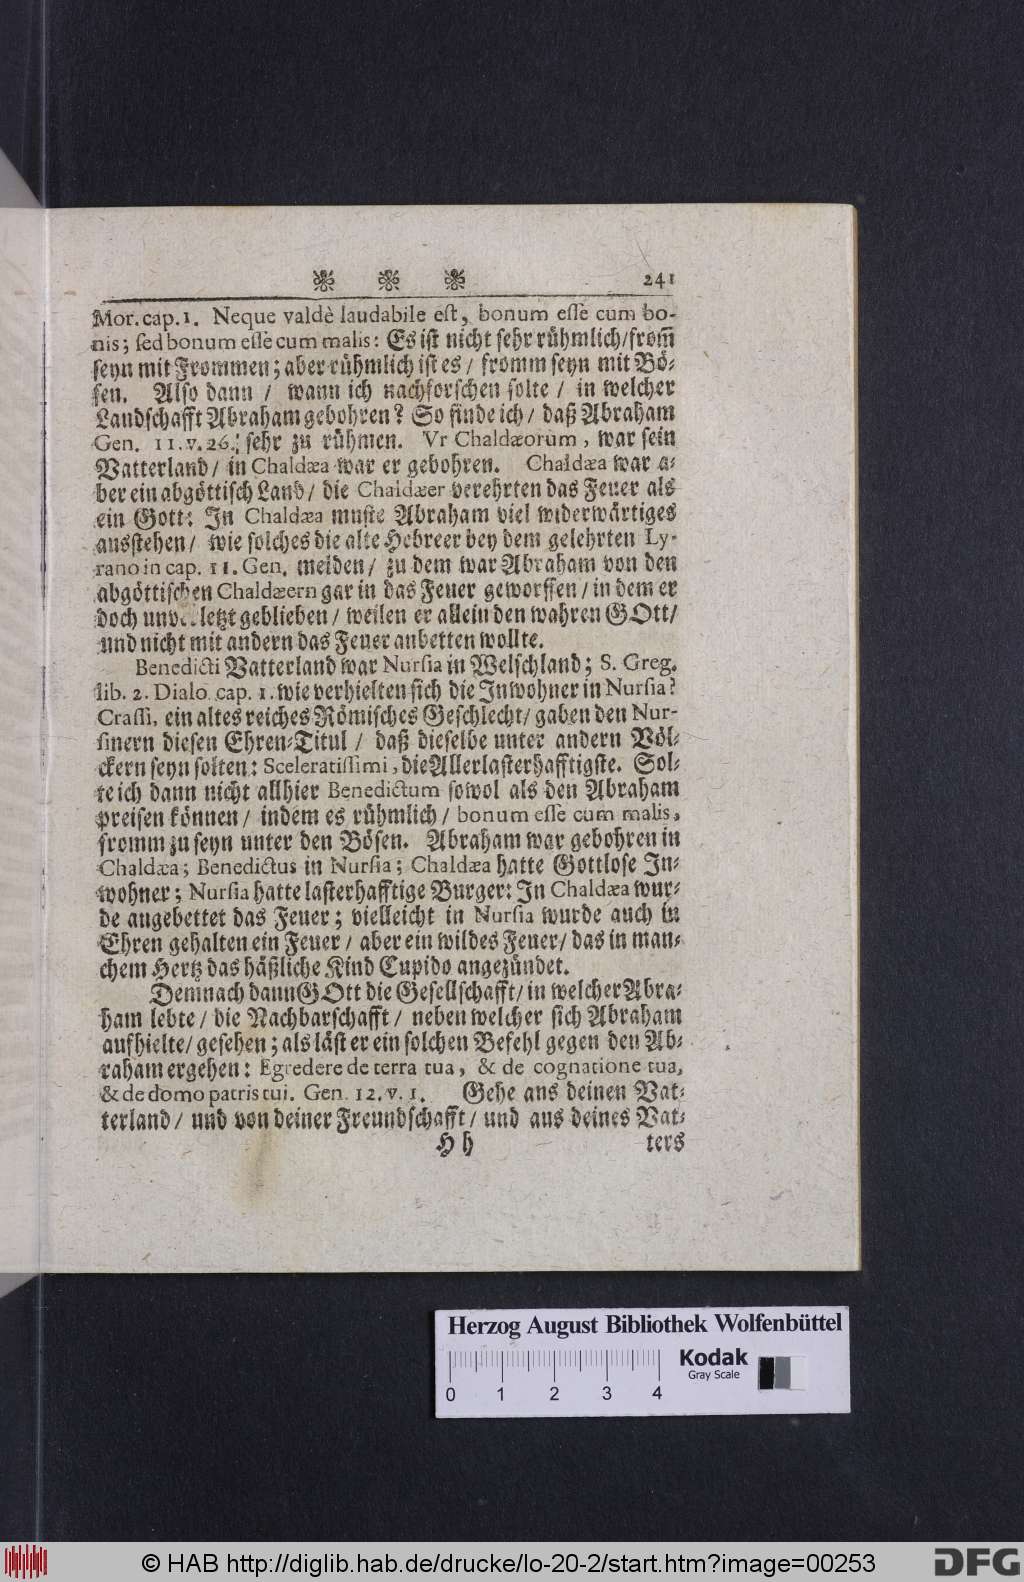 241
Mor. cap. 1. Neque valdè laudabile est, bonum esse cum bo-
nis; sed bonum esse cum malis: Es ist nicht sehr rühmlich/ from̃
seyn mit Frommen; aber rühmlich ist es/ fromm seyn mit Bö-
sen. Also dann / wann ich nachforschen solte / in welcher
Landschafft Abraham gebohren? So finde ich/ daß Abraham
Gen. 11. v. 26. sehr zu rühmen. Vr Chaldæorum, war sein
Vatterland/ in Chaldæa war er gebohren. Chaldæa war a-
ber ein abgöttisch Land/ die Chaldæer verehrten das Feuer als
ein Gott: In Chaldæa muste Abraham viel widerwärtiges
ausstehen/ wie solches die alte Hebreer bey dem gelehrten Ly-
rano in cap. 11. Gen. melden/ zu dem war Abraham von den
abgöttischen Chaldæern gar in das Feuer geworffen/ in dem er
doch unverletzt geblieben/ weilen er allein den wahren GOtt/
und nicht mit andern das Feuer anbetten wollte.
Benedicti Vatterland war Nursia in Welschland; S. Greg.
lib. 2. Dialo cap. 1. wie verhielten sich die Inwohner in Nursia?
Crassi, ein altes reiches Römisches Geschlecht/ gaben den Nur-
sinern diesen Ehren-Titul / daß dieselbe unter andern Völ-
ckern seyn solten: Sceleratissimi, die Allerlasterhafftigste. Sol-
te ich dann nicht allhier Benedictum sowol als den Abraham
preisen können/ indem es rühmlich/ bonum esse cum malis,
fromm zu seyn unter den Bösen. Abraham war gebohren in
Chaldæa; Benedictus in Nursia; Chaldæa hatte Gottlose In-
wohner; Nursia hatte lasterhafftige Burger: In Chaldæa wur-
de angebettet das Feuer; vielleicht in Nursia wurde auch in
Ehren gehalten ein Feuer/ aber ein wildes Feuer/ das in man-
chem Hertz das häßliche Kind Cupido angezündet.
Demnach dann GOtt die Gesellschafft/ in welcher Abra-
ham lebte/ die Nachbarschafft/ neben welcher sich Abraham
aufhielte/ gesehen; als läst er ein solchen Befehl gegen den Ab-
raham ergehen: Egredere de terra tua, & de cognatione tua,
& de domo patris tui. Gen. 12. v. 1. Gehe aus deinen Vat-
terland/ und von deiner Freundschafft/ und aus deines Vat-
H h ters
Herzog August Bibliothek Wolfenbüttel
0 1 2 3 4
Kodak
Gray Scale
© HAB http://diglib.hab.de/drucke/lo-20-2/start.htm?image=00253
DFG